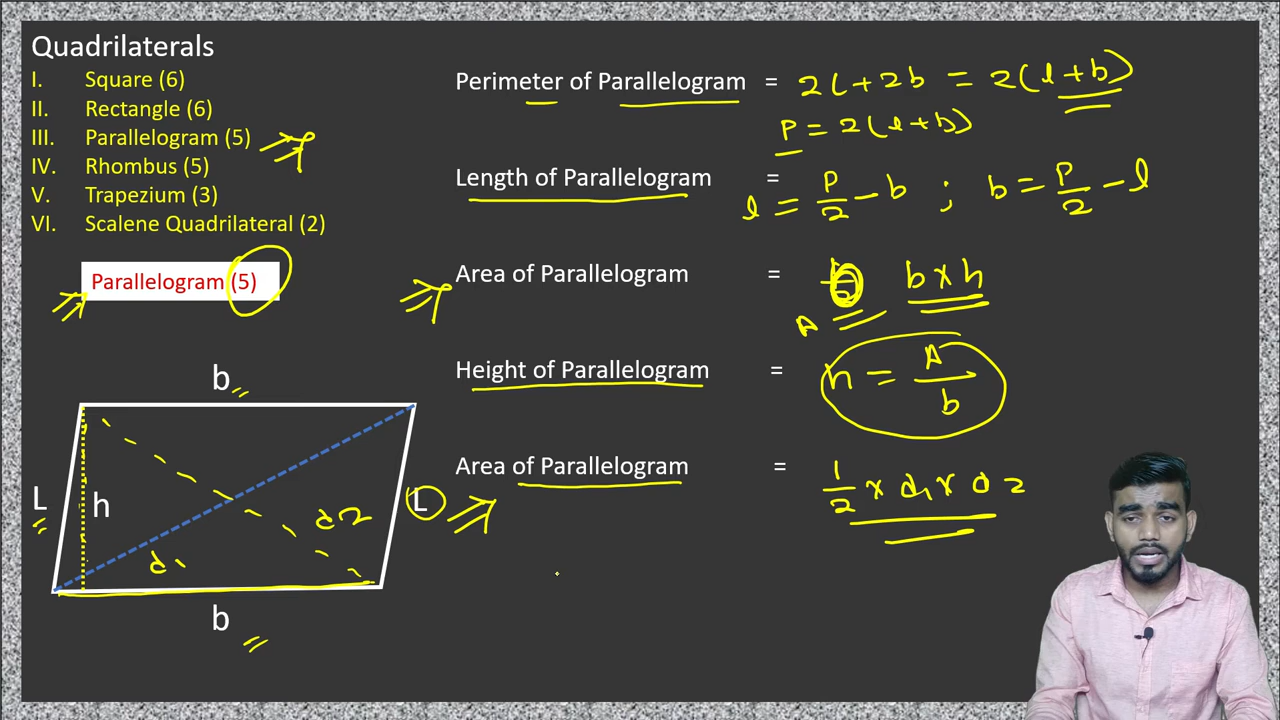 Quadrilaterals
I. Square (6)
II. Rectangle (6)
III. Parallelogram (5)
IV. Rhombus (5)
V. Trapezium (3)
VI. Scalene Quadrilateral (2)
Parallelogram (5)
b
L
h
L
d1
d2
b
Perimeter of Parallelogram = 2l+2b = 2(l+b)
P = 2(l+b)
Length of Parallelogram =
l = P/2 - b ; b = P/2 - l
Area of Parallelogram = b x h
A
Height of Parallelogram = h = A/b
Area of Parallelogram = 1/2 x d1 x d2